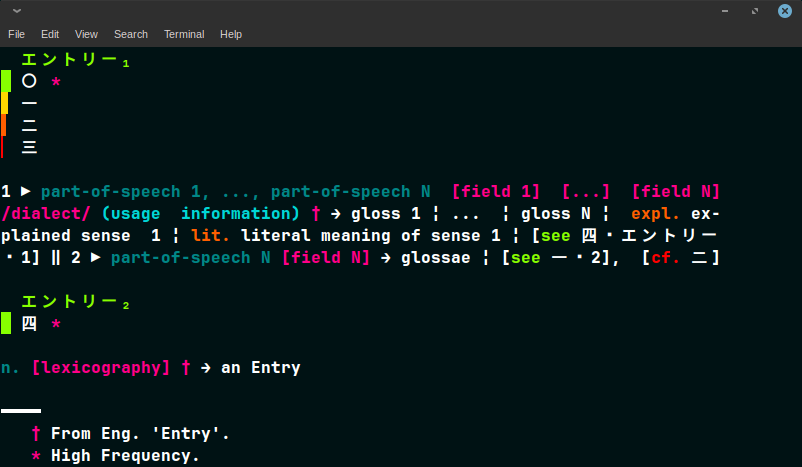 File Edit View Search Terminal Help
エントリー₁
〇 *
一
二
三
1 ► part-of-speech 1, ..., part-of-speech N [field 1] [...] [field N]
/dialect/ (usage information) † → gloss 1 ¦ ... ¦ gloss N ¦ expl. ex-
plained sense 1 ¦ lit. literal meaning of sense 1 ¦ [see 四・エントリー
・1] ‖ 2 ► part-of-speech N [field N] → glossae ¦ [see 一・2], [cf. 二]
エントリー₂
四 *
n. [lexicography] † → an Entry
† From Eng. 'Entry'.
* High Frequency.